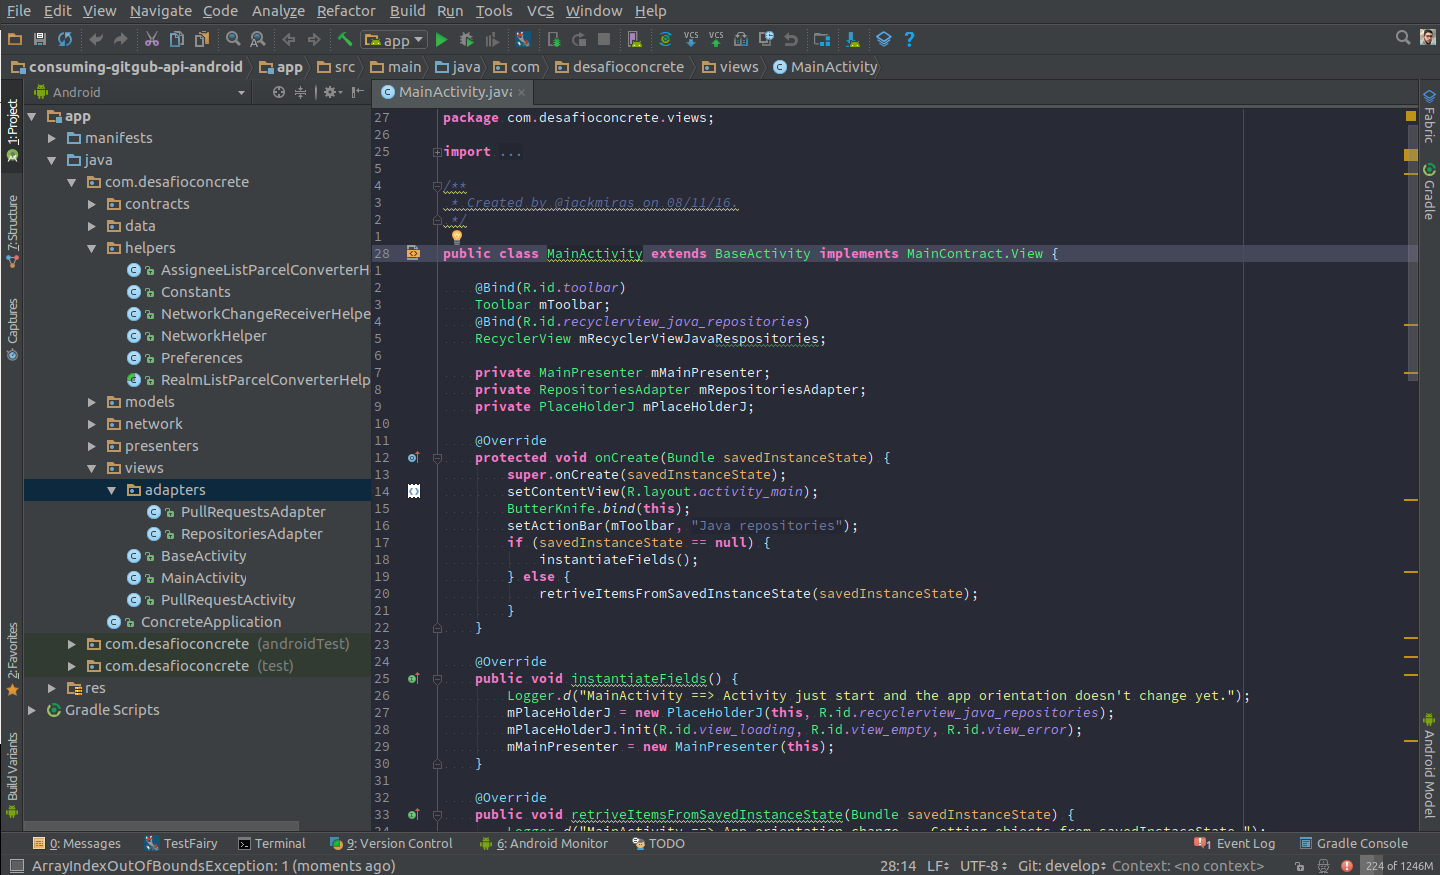 File Edit View Navigate Code Analyze Refactor Build Run Tools VCS Window Help
app VCS VCS ?
consuming-gitgub-api-android app src main java com desafioconcrete views MainActivity
Android
MainActivity.java
1: Project
7: Structure
Captures
2: Favorites
Build Variants
app
manifests
java
com.desafioconcrete
contracts
data
helpers
AssigneeListParcelConverterH
Constants
NetworkChangeReceiverHelpe
NetworkHelper
Preferences
RealmListParcelConverterHelp
models
network
presenters
views
adapters
PullRequestsAdapter
RepositoriesAdapter
BaseActivity
MainActivity
PullRequestActivity
ConcreteApplication
com.desafioconcrete (androidTest)
com.desafioconcrete (test)
res
Gradle Scripts
27 package com.desafioconcrete.views;
26
25 import ...
5
4 /**
3 * Created by @jackmiras on 08/11/16.
2 */
1
28 public class MainActivity extends BaseActivity implements MainContract.View {
1
2 @Bind(R.id.toolbar)
3 Toolbar mToolbar;
4 @Bind(R.id.recyclerview_java_repositories)
5 RecyclerView mRecyclerViewJavaRespositories;
6
7 private MainPresenter mMainPresenter;
8 private RepositoriesAdapter mRepositoriesAdapter;
9 private PlaceHolderJ mPlaceHolderJ;
10
11 @Override
12 protected void onCreate(Bundle savedInstanceState) {
13 super.onCreate(savedInstanceState);
14 setContentView(R.layout.activity_main);
15 ButterKnife.bind(this);
16 setActionBar(mToolbar, "Java repositories");
17 if (savedInstanceState == null) {
18 instantiateFields();
19 } else {
20 retriveItemsFromSavedInstanceState(savedInstanceState);
21 }
22 }
23
24 @Override
25 public void instantiateFields() {
26 Logger.d("MainActivity ==> Activity just start and the app orientation doesn't change yet.");
27 mPlaceHolderJ = new PlaceHolderJ(this, R.id.recyclerview_java_repositories);
28 mPlaceHolderJ.init(R.id.view_loading, R.id.view_empty, R.id.view_error);
29 mMainPresenter = new MainPresenter(this);
30 }
31
32 @Override
33 public void retriveItemsFromSavedInstanceState(Bundle savedInstanceState) {
34 Logger.d("MainActivity ==> App orientation change... Getting objects from savedInstanceState.");
Fabric
Gradle
Android Model
0: Messages TestFairy Terminal 9: Version Control 6: Android Monitor TODO 1 Event Log Gradle Console
ArrayIndexOutOfBoundsException: 1 (moments ago) 28:14 LF UTF-8 Git: develop Context: <no context> 224 of 1246M